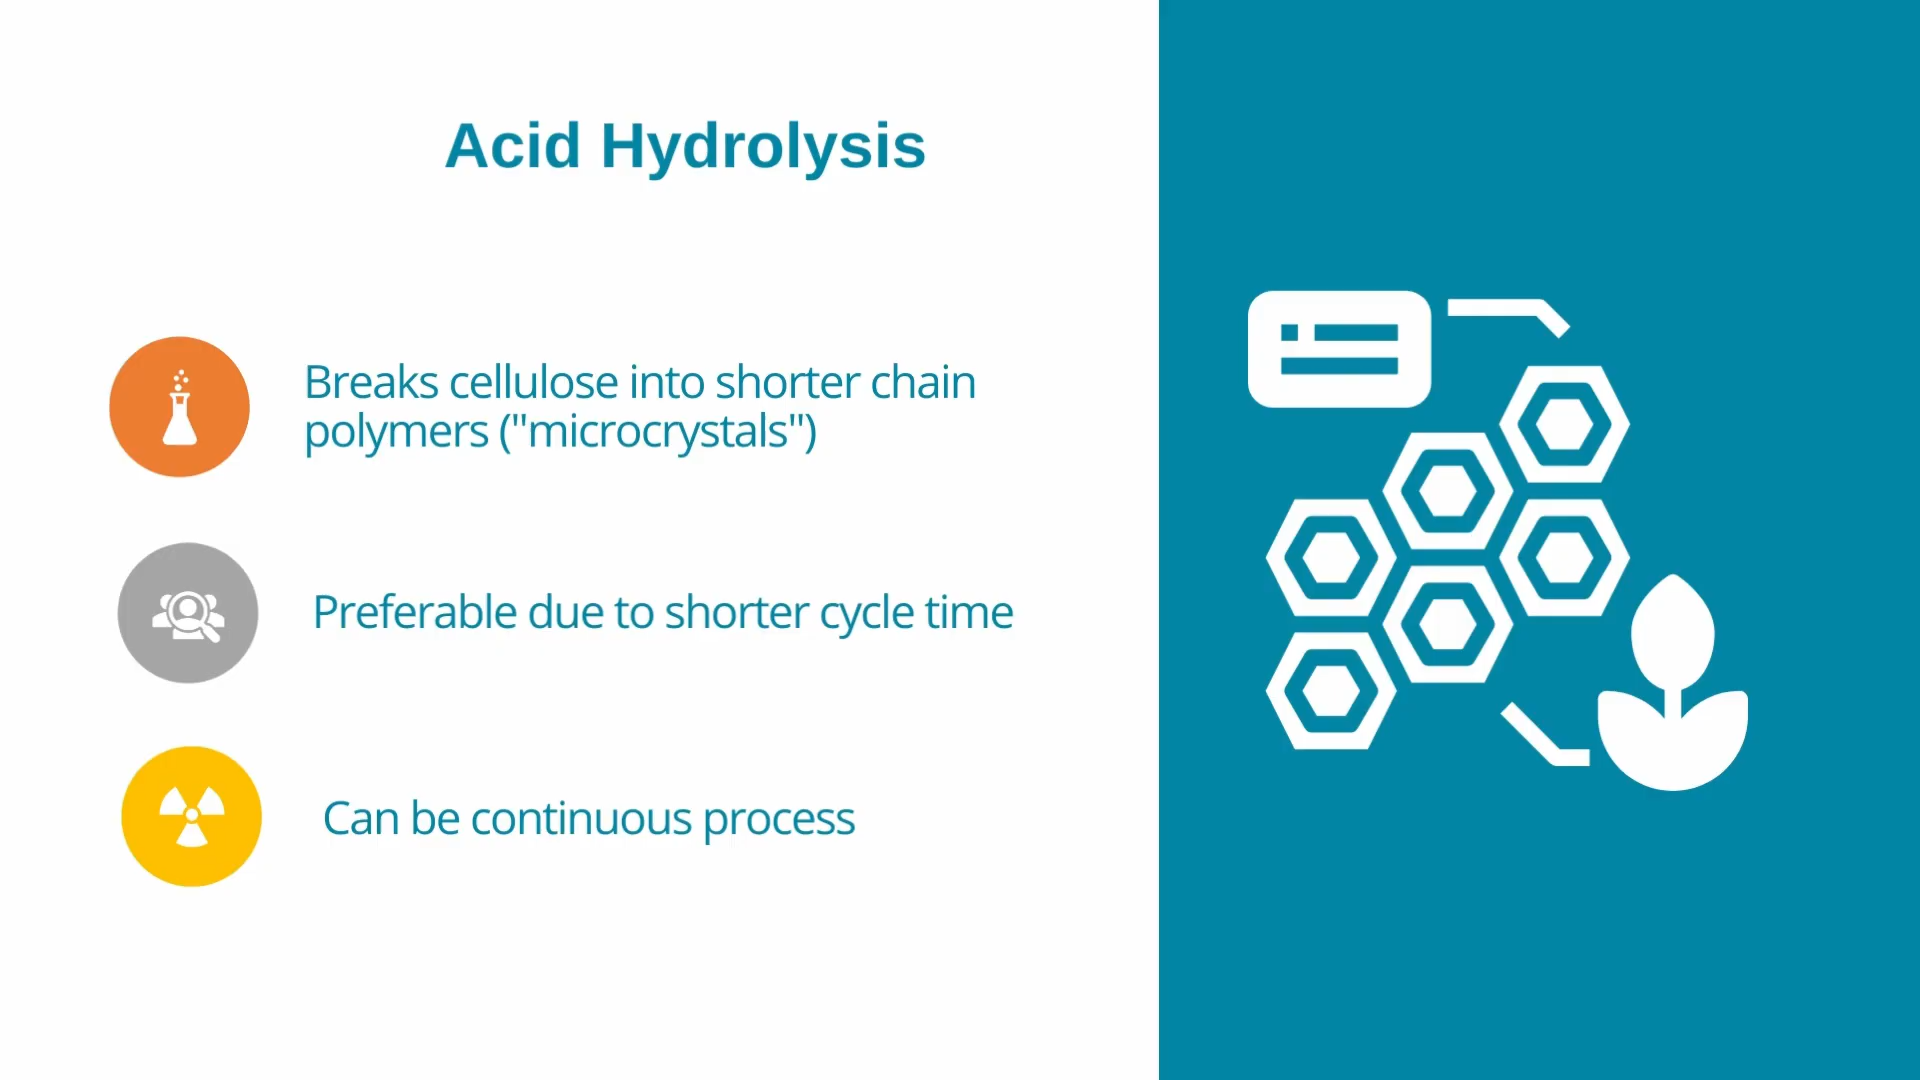 Acid Hydrolysis
Breaks cellulose into shorter chain
polymers ("microcrystals")
Preferable due to shorter cycle time
Can be continuous process